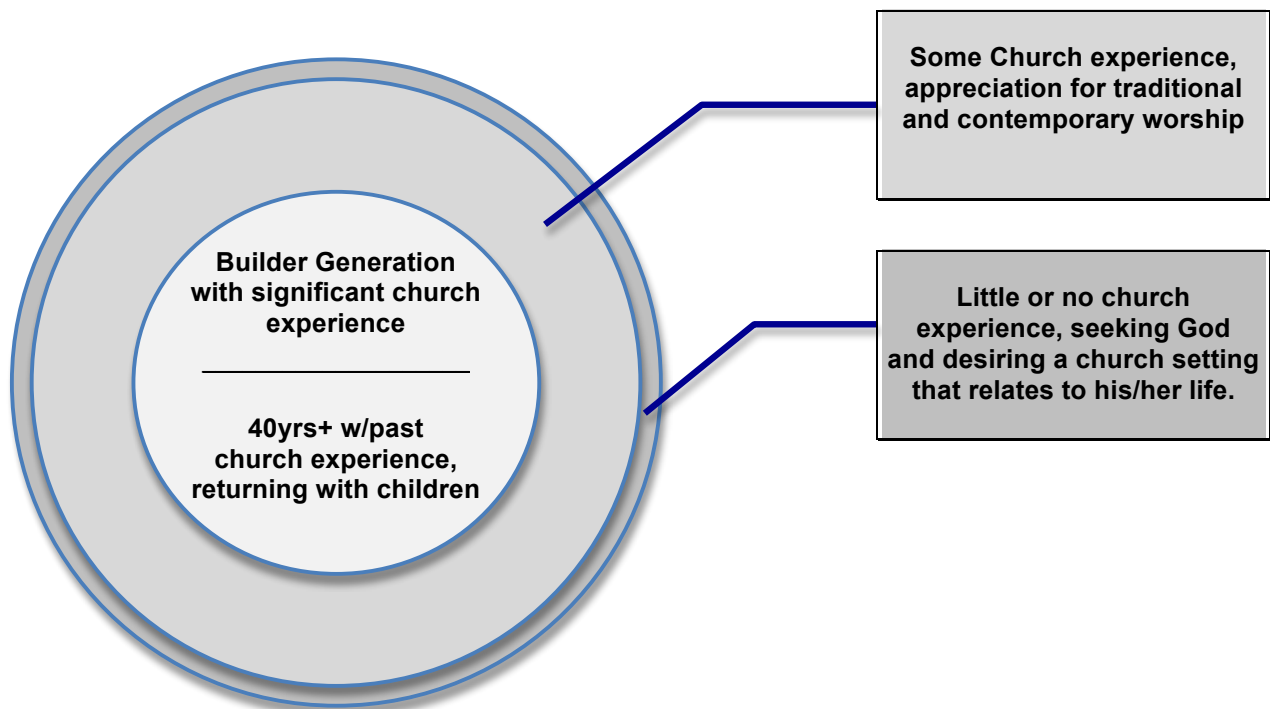 Some Church experience,
appreciation for traditional
and contemporary worship
Builder Generation
with significant church
experience
40yrs+ w/past
church experience,
returning with children
Little or no church
experience, seeking God
and desiring a church setting
that relates to his/her life.